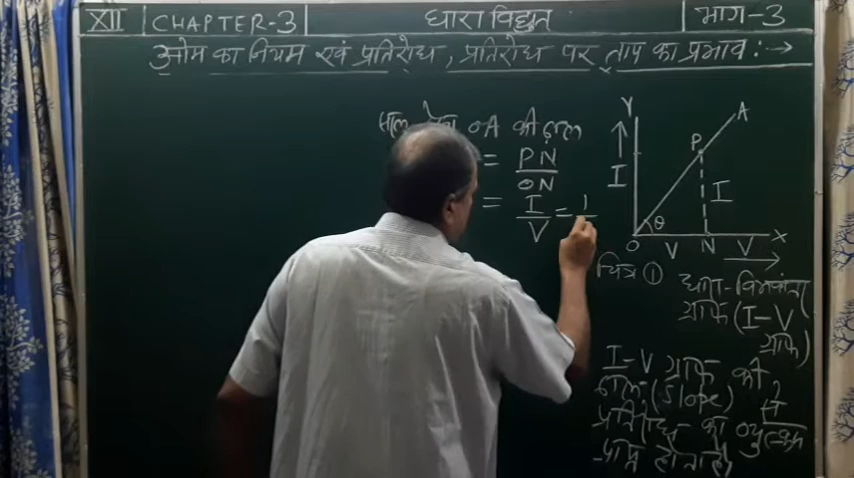 XII CHAPTER-3 धारा विद्युत भाग-3
ओम का नियम एवं प्रतिरोध, प्रतिरोध पर ताप का प्रभाव :- →
OA की ढाल
= PN / ON
= I / V = 1
Y
A
P
I
I
θ
O V N V X
चित्र ①
धारा-विभवान्तर
ग्राफ (I-V
ग्राफ)
I-V ग्राफ की
ढाल (Slope) से
प्रतिरोध का व्युत्क्रम
प्राप्त होता है।